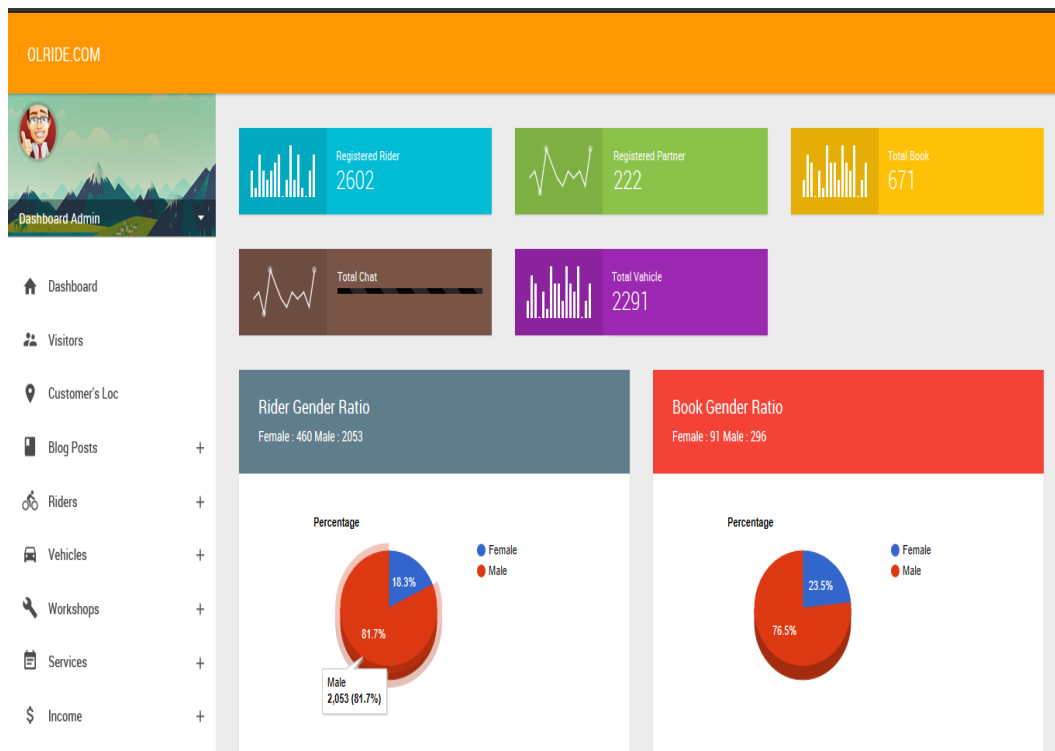 OLRIDE.COM
Dashboard Admin
Dashboard
Visitors
Customer's Loc
Blog Posts +
Riders +
Vehicles +
Workshops +
Services +
Income +
Registered Rider
2602
Registered Partner
222
Total Book
671
Total Chat
Total Vehicle
2291
Rider Gender Ratio
Female : 460 Male : 2053
Percentage
Female
Male
18.3%
81.7%
Male
2,053 (81.7%)
Book Gender Ratio
Female : 91 Male : 296
Percentage
Female
Male
23.5%
76.5%